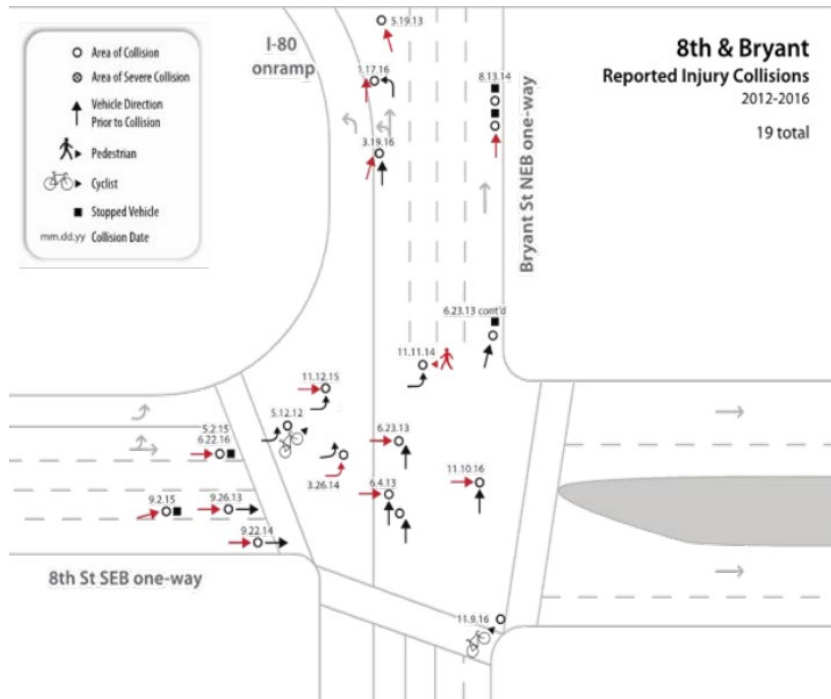 8th & Bryant
Reported Injury Collisions
2012-2016
19 total
Area of Collision
Area of Severe Collision
Vehicle Direction
Prior to Collision
Pedestrian
Cyclist
Stopped Vehicle
mm.dd.yy Collision Date
I-80
onramp
5.19.13
1.17.16
3.19.16
8.13.14
Bryant St NEB one-way
6.23.13 cont'd
11.11.14
11.12.15
5.12.12
5.2.15
6.22.16
6.23.13
3.26.14
11.10.16
6.4.13
9.2.15
9.26.13
9.22.14
8th St SEB one-way
11.9.16